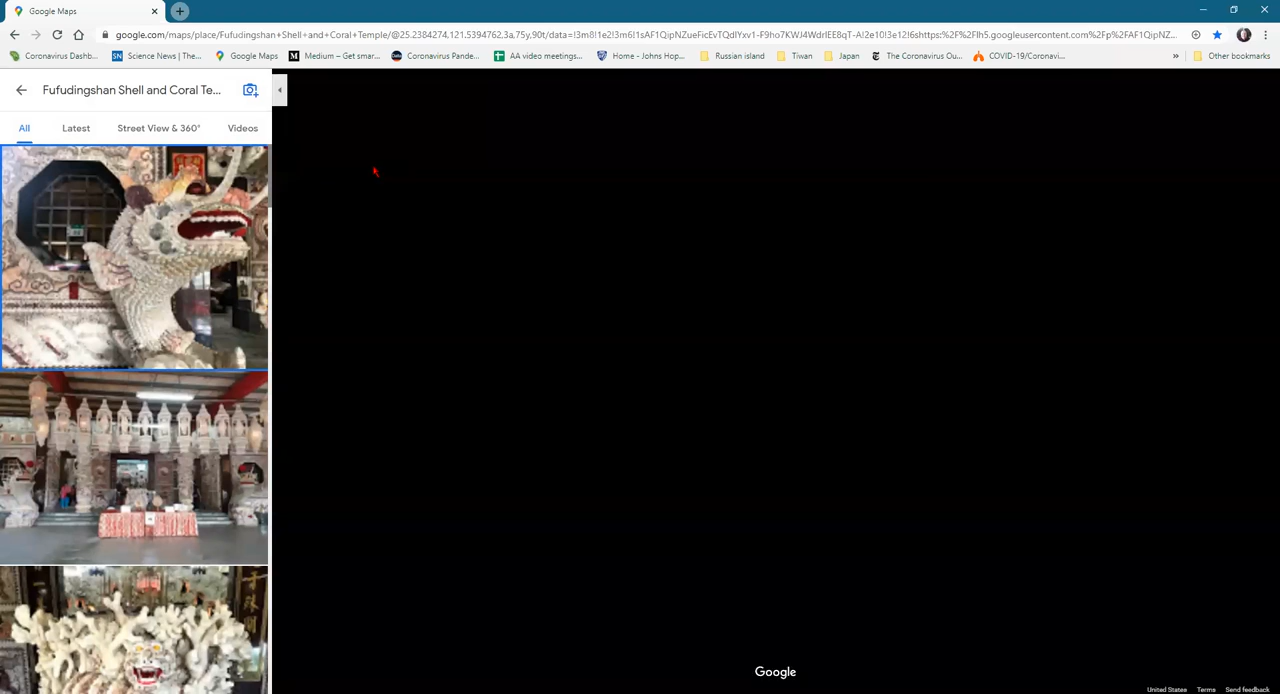 Google Maps
google.com/maps/place/Fufudingshan+Shell+and+Coral+Temple/@25.2384274,121.5394762,3a,75y,90t/data=!3m8!1e2!3m6!1sAF1QipNZueFicEvTQdIYxv1-F9ho7KWJ4WdrlEE8qT-A!2e10!3e12!6shttps:%2F%2Flh5.googleusercontent.com%2Fp%2FAF1QipNZ...
Coronavirus Dashb...
SN Science News | The...
Google Maps
M Medium – Get smar...
Coronavirus Pande...
AA video meetings...
Home - Johns Hop...
Russian island
Tiwan
Japan
The Coronavirus Ou...
COVID-19/Coronavi...
»
Other bookmarks
Fufudingshan Shell and Coral Te...
All
Latest
Street View & 360°
Videos
Google
United States
Terms
Send feedback